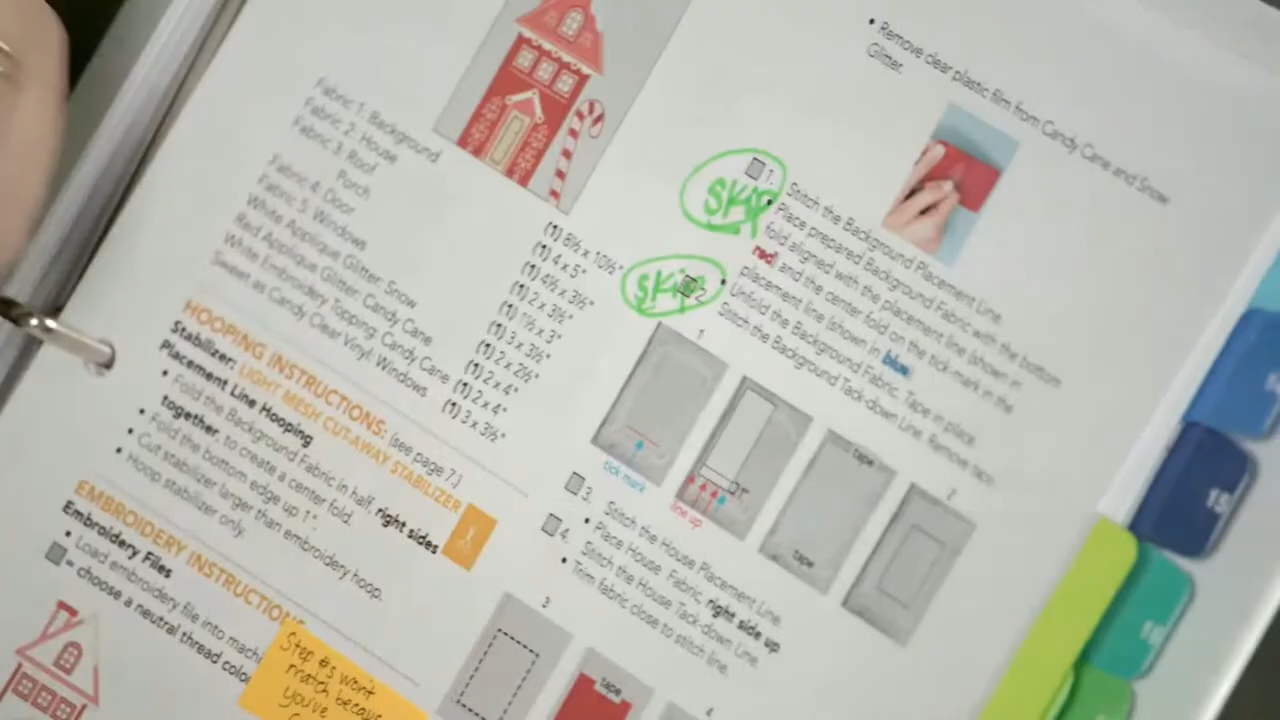 Fabric 1: Background
Fabric 2: House
Fabric 3: Roof
Porch
Fabric 4: Door
Fabric 5: Windows
White Applique Glitter: Snow
Red Applique Glitter: Candy Cane
White Embroidery Topping: Candy Cane
Sweet as Candy Clear Vinyl: Windows
(1) 6½ x 10½"
(1) 4 x 5"
(1) 4½ x 3½"
(1) 2 x 3½"
(1) 1½ x 3"
(1) 3 x 3½"
(1) 2 x 2½"
(1) 2 x 4"
(1) 2 x 4"
(1) 3 x 3½"
HOOPING INSTRUCTIONS: (see page 7.)
Stabilizer: LIGHT MESH CUT-AWAY STABILIZER
Placement Line Hooping
• Fold the Background Fabric in half, right sides
together, to create a center fold.
• Fold the bottom edge up 1".
• Cut stabilizer larger than embroidery hoop.
• Hoop stabilizer only.
EMBROIDERY INSTRUCTIONS
Embroidery Files
• Load embroidery file into machi
= choose a neutral thread color
Step #s won't
match because
you've
• Remove clear plastic film from Candy Cane and Snow
Glitter.
SKIP
1. Stitch the Background Placement Line.
• Place prepared Background Fabric with the bottom
fold aligned with the placement line (shown in
red) and the center fold on the tick-mark in the
placement line (shown in blue).
• Unfold the Background Fabric. Tape in place.
SKIP
2. Stitch the Background Tack-down Line. Remove tape.
1
tick mark
line up
tape
tape
2
3. Stitch the House Placement Line.
• Place House Fabric, right side up
4. Stitch the House Tack-down Line.
• Trim fabric close to stitch line.
3
tape
4
15